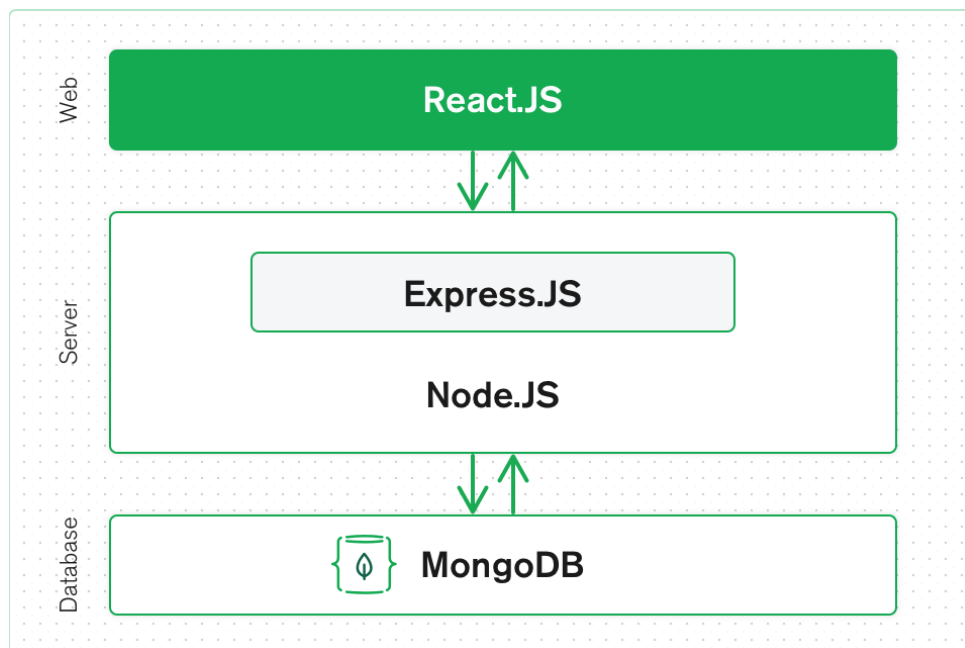 Web
React.JS
Server
Express.JS
Node.JS
Database
MongoDB